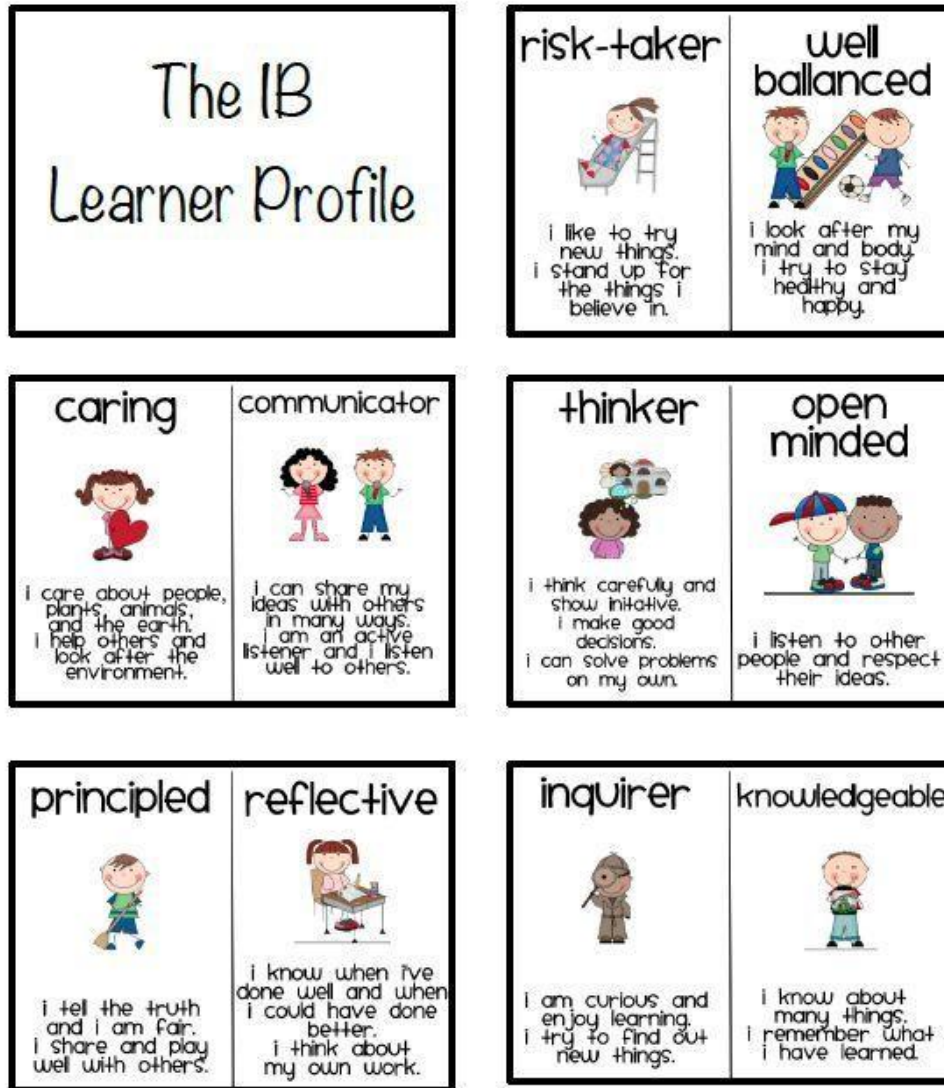 The IB
Learner Profile
risk-taker
i like to try
new things.
i stand up for
the things i
believe in.
well
ballanced
i look after my
mind and body.
i try to stay
healthy and
happy.
caring
i care about people,
plants, animals,
and the earth.
i help others and
look after the
environment.
communicator
i can share my
ideas with others
in many ways.
i am an active
listener and i listen
well to others.
thinker
i think carefully and
show initative.
i make good
decisions.
i can solve problems
on my own.
open
minded
i listen to other
people and respect
their ideas.
principled
i tell the truth
and i am fair.
i share and play
well with others.
reflective
i know when i've
done well and when
i could have done
better.
i think about
my own work.
inquirer
i am curious and
enjoy learning.
i try to find out
new things.
knowledgeable
i know about
many things.
i remember what
i have learned.